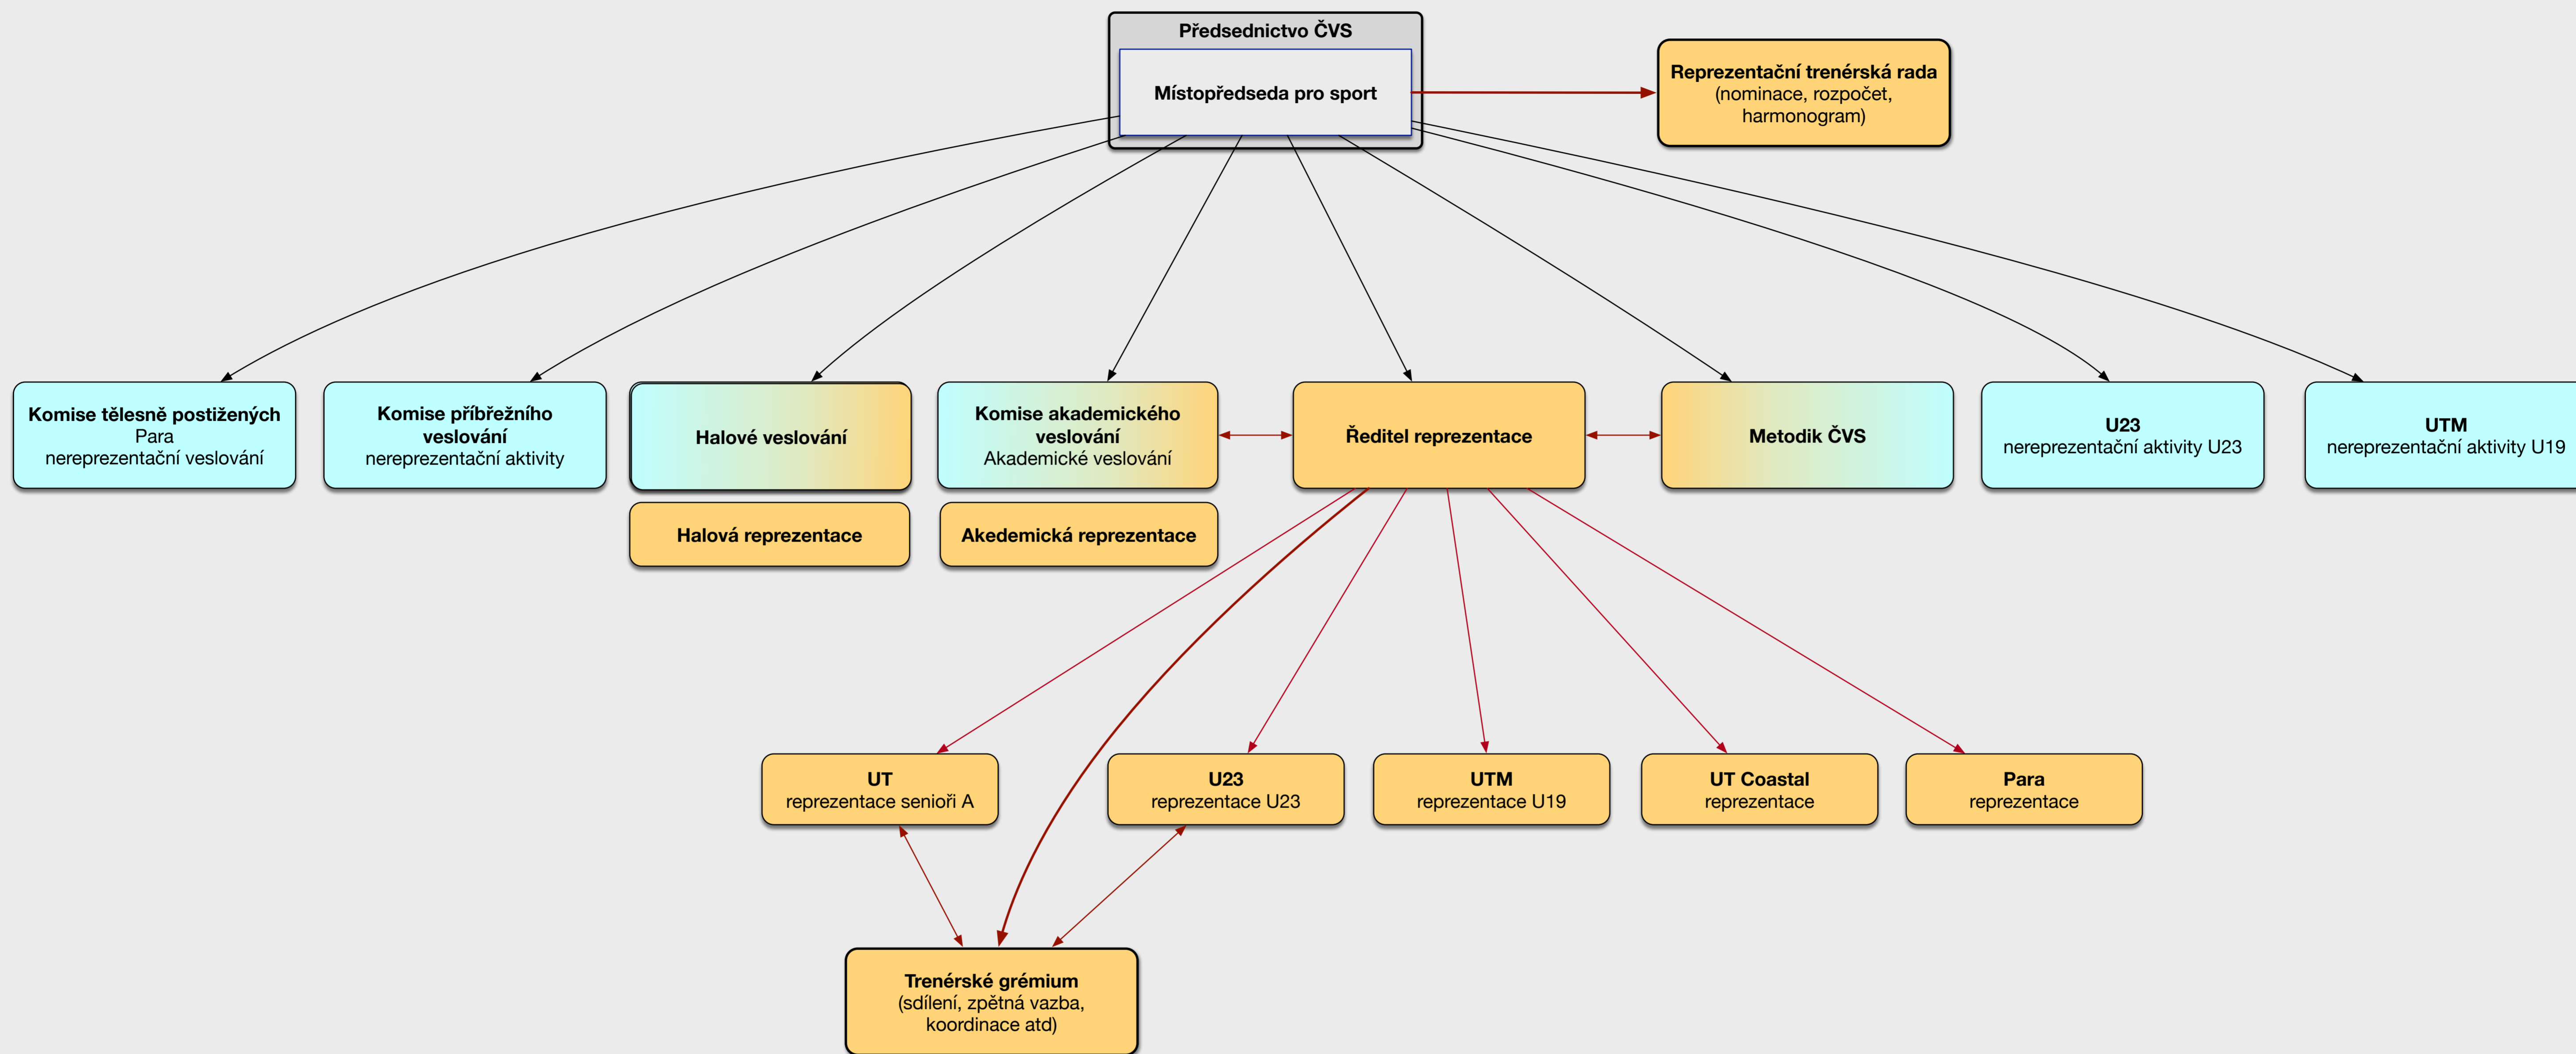 Předsednictvo ČVS
Místopředseda pro sport
Reprezentační trenérská rada
(nominace, rozpočet,
harmonogram)
Komise tělesně postižených
Para
nereprezentační veslování
Komise příbřežního
veslování
nereprezentační aktivity
Halové veslování
Komise akademického
veslování
Akademické veslování
Ředitel reprezentace
Metodik ČVS
U23
nereprezentační aktivity U23
UTM
nereprezentační aktivity U19
Halová reprezentace
Akedemická reprezentace
UT
reprezentace senioři A
U23
reprezentace U23
UTM
reprezentace U19
UT Coastal
reprezentace
Para
reprezentace
Trenérské grémium
(sdílení, zpětná vazba,
koordinace atd)